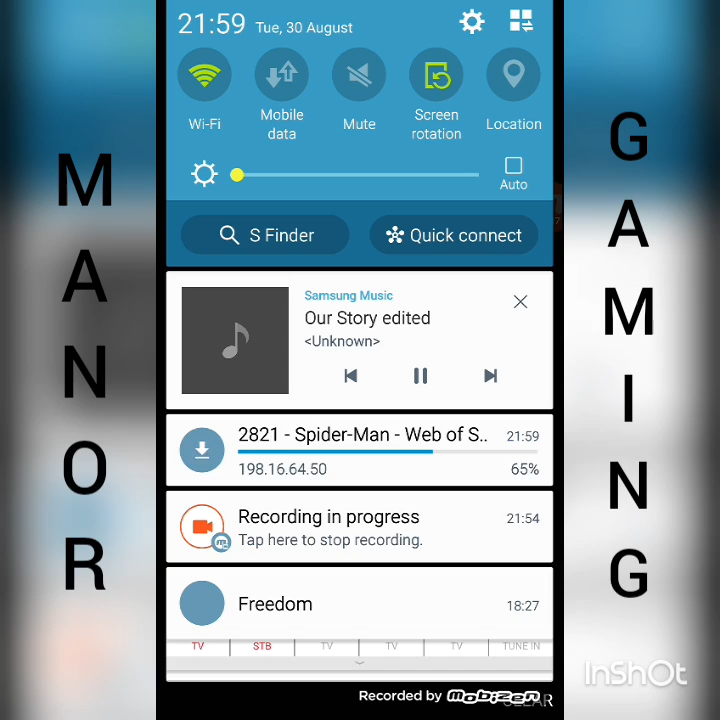 MANOR
21:59 Tue, 30 August
Wi-Fi
Mobile data
Mute
Screen rotation
Location
Auto
S Finder
Quick connect
Samsung Music
Our Story edited
<Unknown>
2821 - Spider-Man - Web of S.. 21:59
198.16.64.50 65%
Recording in progress 21:54
Tap here to stop recording.
Freedom 18:27
TV STB TV TV TV TUNE IN
Recorded by Mobizen
CLEAR
GAMING
InShOt